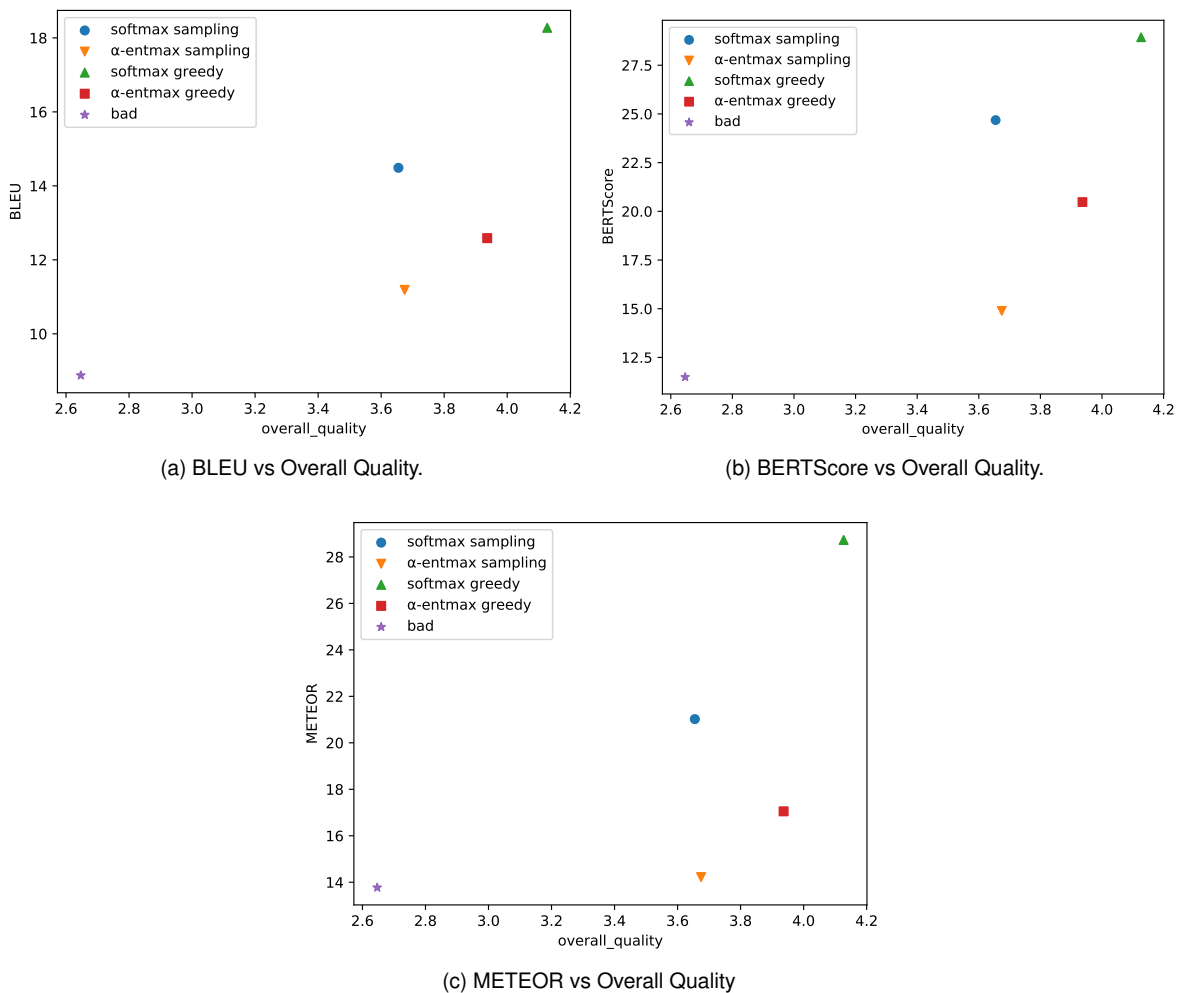 softmax sampling
α-entmax sampling
softmax greedy
α-entmax greedy
bad
18
16
14
12
10
BLEU
2.6 2.8 3.0 3.2 3.4 3.6 3.8 4.0 4.2
overall_quality
(a) BLEU vs Overall Quality.
softmax sampling
α-entmax sampling
softmax greedy
α-entmax greedy
bad
27.5
25.0
22.5
20.0
17.5
15.0
12.5
BERTScore
2.6 2.8 3.0 3.2 3.4 3.6 3.8 4.0 4.2
overall_quality
(b) BERTScore vs Overall Quality.
softmax sampling
α-entmax sampling
softmax greedy
α-entmax greedy
bad
28
26
24
22
20
18
16
14
METEOR
2.6 2.8 3.0 3.2 3.4 3.6 3.8 4.0 4.2
overall_quality
(c) METEOR vs Overall Quality